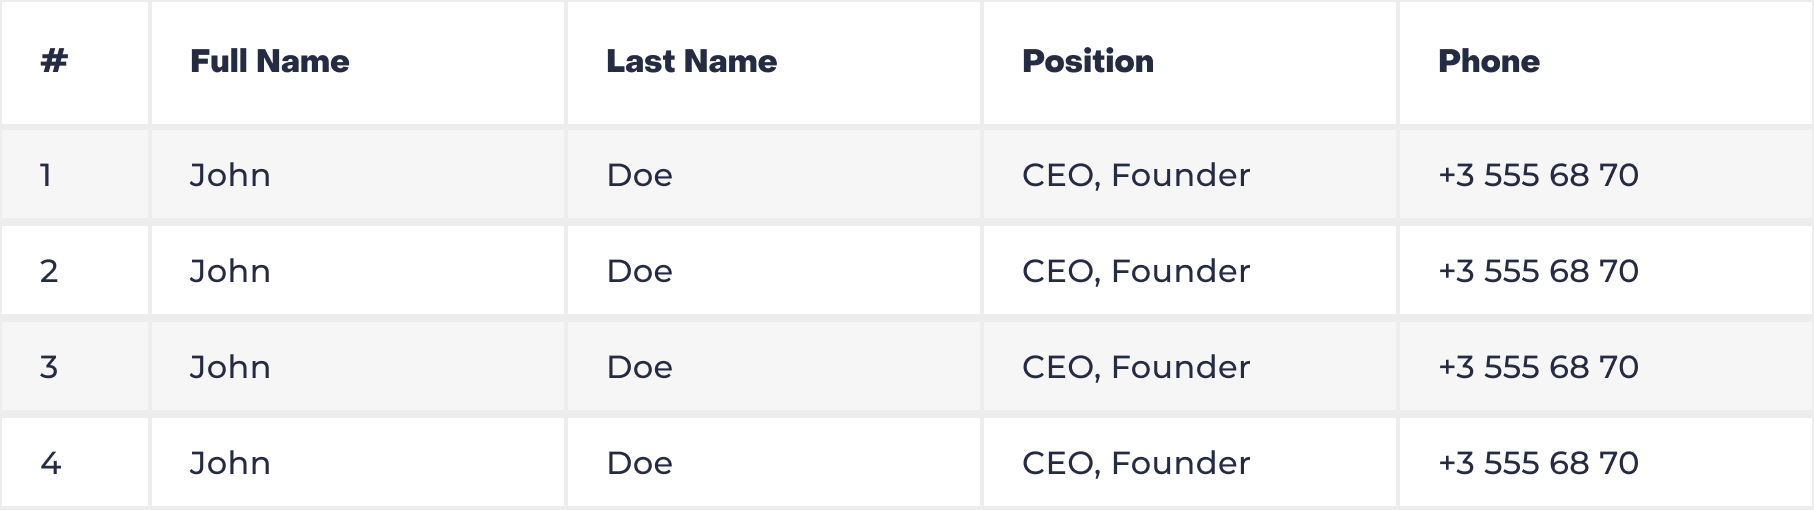 # Full Name Last Name Position Phone
1 John Doe CEO, Founder +3 555 68 70
2 John Doe CEO, Founder +3 555 68 70
3 John Doe CEO, Founder +3 555 68 70
4 John Doe CEO, Founder +3 555 68 70